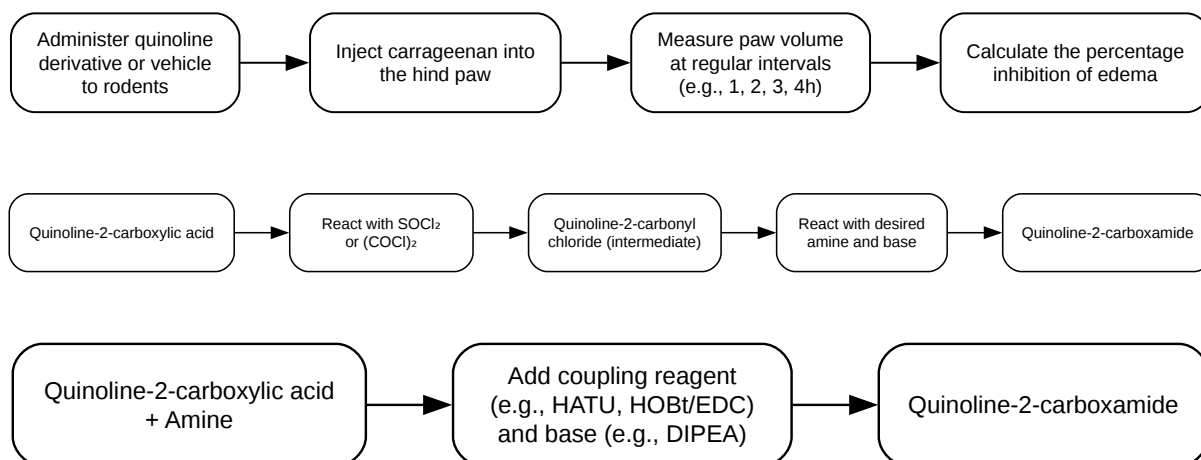 Administer quinoline
derivative or vehicle
to rodents
Inject carrageenan into
the hind paw
Measure paw volume
at regular intervals
(e.g., 1, 2, 3, 4h)
Calculate the percentage
inhibition of edema
Quinoline-2-carboxylic acid
React with SOCl₂
or (COCl)₂
Quinoline-2-carbonyl
chloride (intermediate)
React with desired
amine and base
Quinoline-2-carboxamide
Quinoline-2-carboxylic acid
+ Amine
Add coupling reagent
(e.g., HATU, HOBt/EDC)
and base (e.g., DIPEA)
Quinoline-2-carboxamide